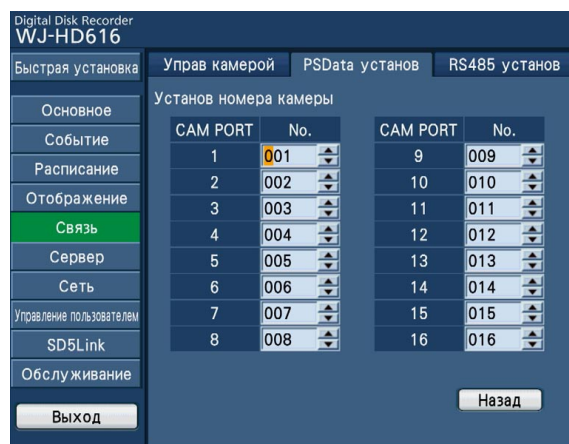 Digital Disk Recorder
WJ-HD616
Быстрая установка
Основное
Событие
Расписание
Отображение
Связь
Сервер
Сеть
Управление пользователем
SD5Link
Обслуживание
Выход
Управ камерой PSData установ RS485 установ
Установ номера камеры
CAM PORT No. CAM PORT No.
1 001 9 009
2 002 10 010
3 003 11 011
4 004 12 012
5 005 13 013
6 006 14 014
7 007 15 015
8 008 16 016
Назад